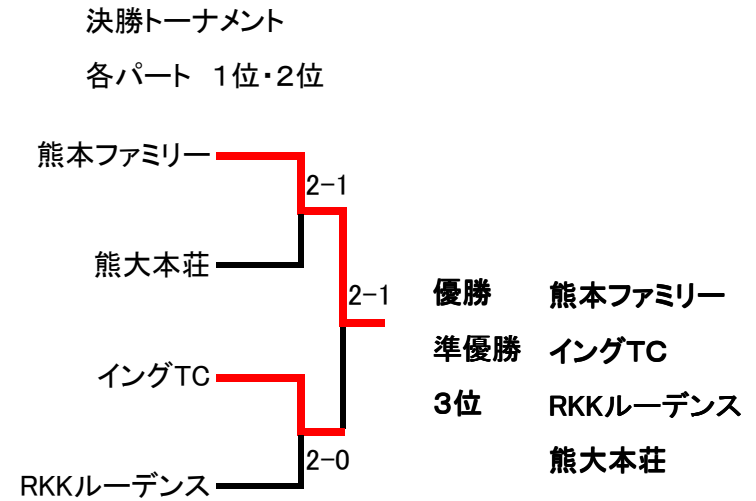 決勝トーナメント
各パート　１位・２位
熊本ファミリー
2-1
熊大本荘
2-1
イングTC
2-0
RKKルーデンス
優勝　熊本ファミリー
準優勝　イングTC
３位　RKKルーデンス
熊大本荘